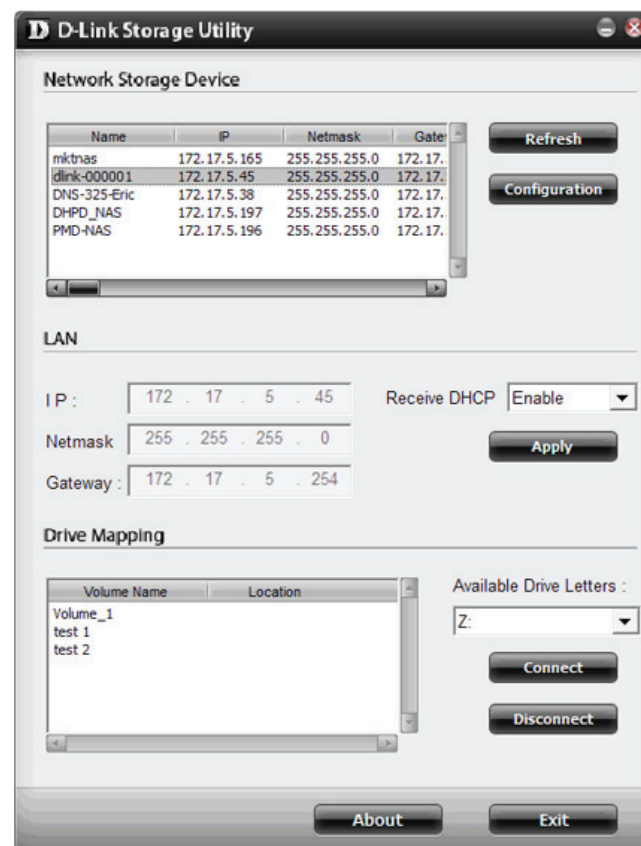 D D-Link Storage Utility
Network Storage Device
Name IP Netmask Gate
mktnas 172.17.5.165 255.255.255.0 172.17.
dlink-000001 172.17.5.45 255.255.255.0 172.17.
DNS-325-Eric 172.17.5.38 255.255.255.0 172.17.
DHPD_NAS 172.17.5.197 255.255.255.0 172.17.
PMD-NAS 172.17.5.196 255.255.255.0 172.17.
Refresh
Configuration
LAN
IP : 172 . 17 . 5 . 45
Netmask 255 . 255 . 255 . 0
Gateway : 172 . 17 . 5 . 254
Receive DHCP Enable
Apply
Drive Mapping
Volume Name Location
Volume_1
test 1
test 2
Available Drive Letters :
Z:
Connect
Disconnect
About Exit